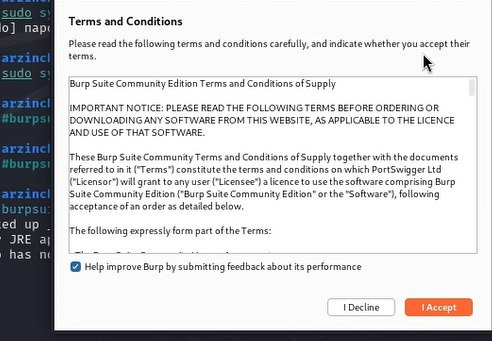 Terms and Conditions
Please read the following terms and conditions carefully, and indicate whether you accept their
terms.
Burp Suite Community Edition Terms and Conditions of Supply
IMPORTANT NOTICE: PLEASE READ THE FOLLOWING TERMS BEFORE ORDERING OR
DOWNLOADING ANY SOFTWARE FROM THIS WEBSITE, AS APPLICABLE TO THE LICENCE
AND USE OF THAT SOFTWARE.
These Burp Suite Community Terms and Conditions of Supply together with the documents
referred to in it ("Terms") constitute the terms and conditions on which PortSwigger Ltd
("Licensor") will grant to any user ("Licensee") a licence to use the software comprising Burp
Suite Community Edition ("Burp Suite Community Edition" or the "Software"), following
acceptance of an order as detailed below.
The following expressly form part of the Terms:
Help improve Burp by submitting feedback about its performance
I Decline
I Accept
sudo sy
do] паро
arzincl
sudo sy
arzincl
#burpsu
arzincl
#burpsu
arzincl
burpsui
ted up
JRE ap
o has no